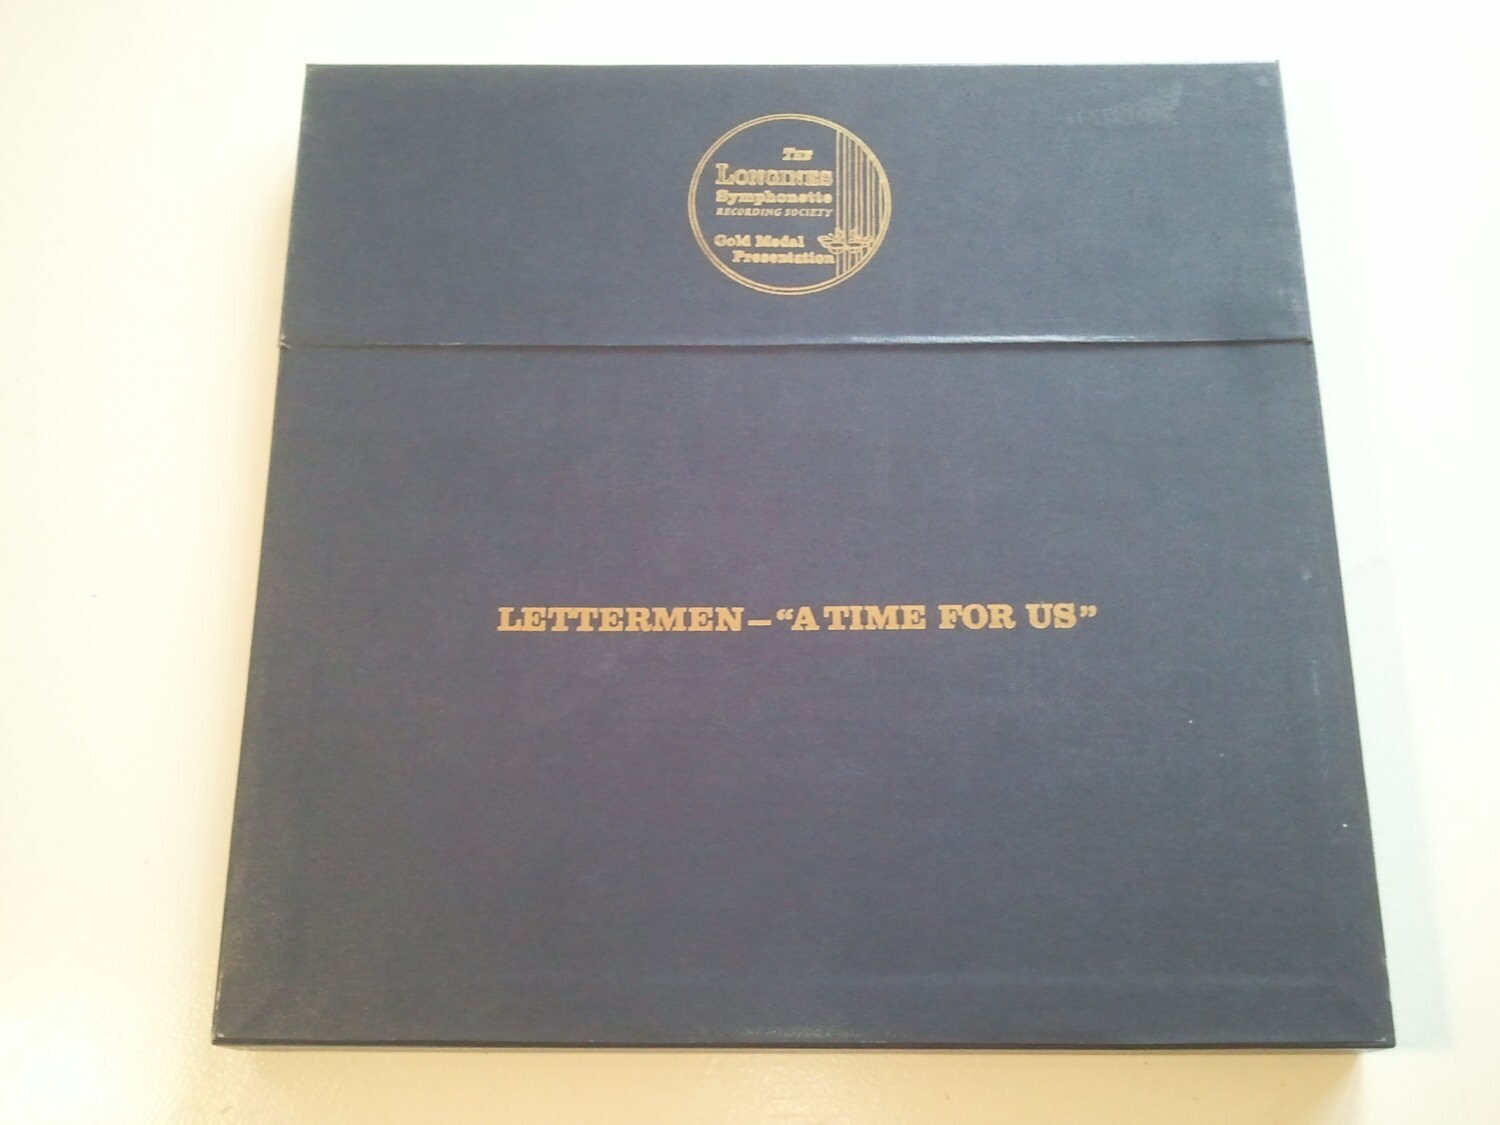 The
LONGINES
Symphonette
RECORDING SOCIETY
Gold Medal
Presentation
LETTERMEN—“A TIME FOR US”